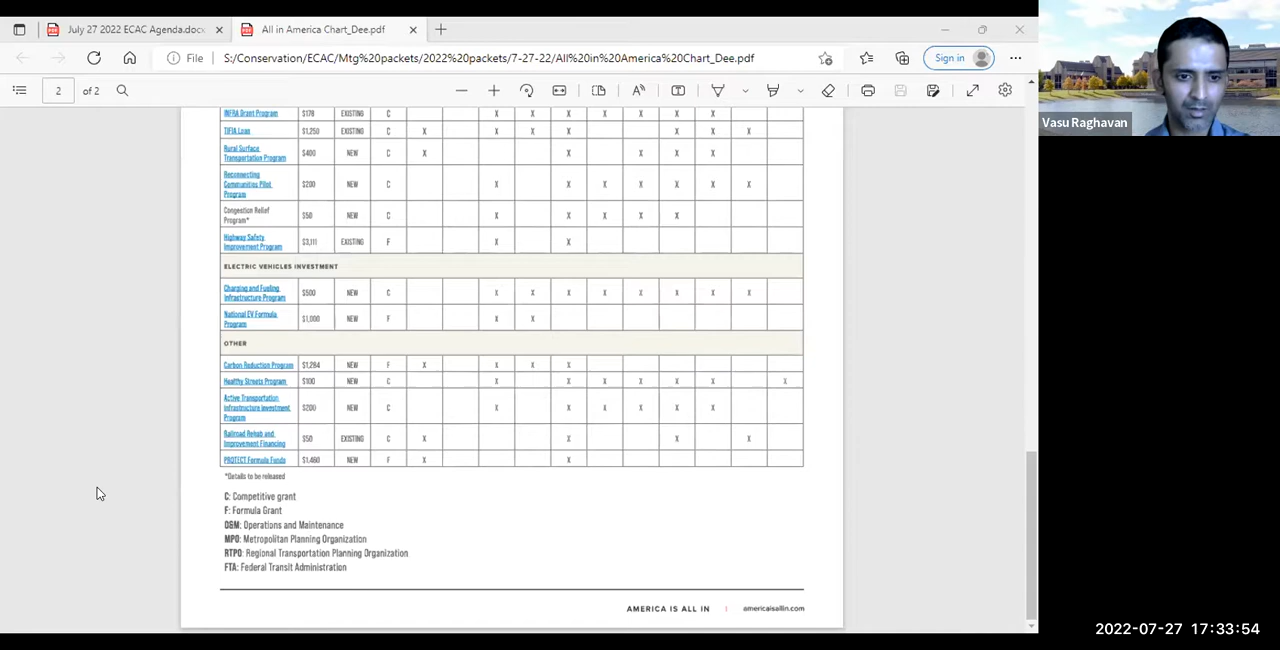 July 27 2022 ECAC Agenda.docx
All in America Chart_Dee.pdf
File S:/Conservation/ECAC/Mtg%20packets/2022%20packets/7-27-22/All%20in%20America%20Chart_Dee.pdf
Sign in
2 of 2
INFRA Grant Program $178 EXISTING C X X X X X X X
TIFIA Loan $1,250 EXISTING C X X X X X X X
Rural Surface
Transportation Program $400 NEW C X X X X
Reconnecting
Communities Pilot
Program $200 NEW C X X X X X X X
Congestion Relief
Program* $50 NEW C X X X X X
Highway Safety
Improvement Program $3,111 EXISTING F X X
ELECTRIC VEHICLES INVESTMENT
Charging and Fueling
Infrastructure Program $500 NEW C X X X X X X X
National EV Formula
Program $1,000 NEW F X X
OTHER
Carbon Reduction Program $1,284 NEW F X X X X
Healthy Streets Program $100 NEW C X X X X X X X
Active Transportation
Infrastructure Investment
Program $200 NEW C X X X X X X
Railroad Rehab and
Improvement Financing $50 EXISTING C X X X X
PROTECT Formula Funds $1,460 NEW F X X
*Details to be released
C: Competitive grant
F: Formula Grant
O&M: Operations and Maintenance
MPO: Metropolitan Planning Organization
RTPO: Regional Transportation Planning Organization
FTA: Federal Transit Administration
AMERICA IS ALL IN | americaisallin.com
Vasu Raghavan
2022-07-27 17:33:54